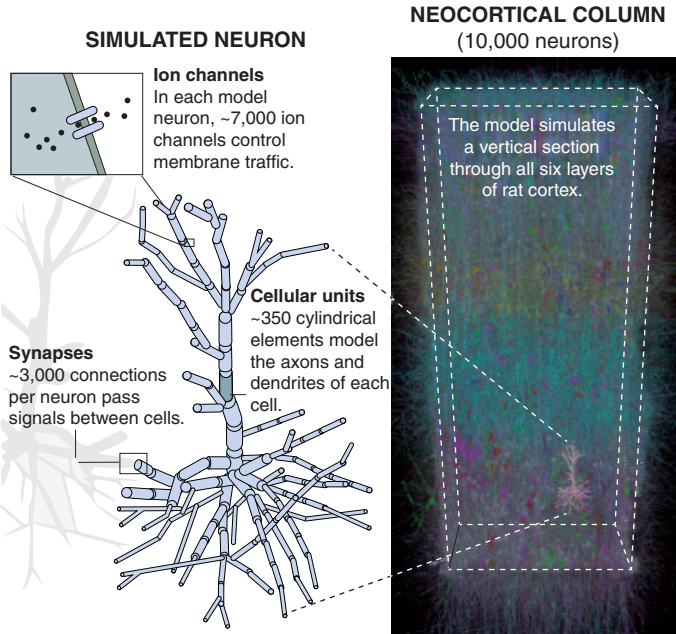 SIMULATED NEURON
Ion channels
In each model
neuron, ~7,000 ion
channels control
membrane traffic.
Cellular units
~350 cylindrical
elements model
the axons and
dendrites of each
cell.
Synapses
~3,000 connections
per neuron pass
signals between cells.
NEOCORTICAL COLUMN
(10,000 neurons)
The model simulates
a vertical section
through all six layers
of rat cortex.